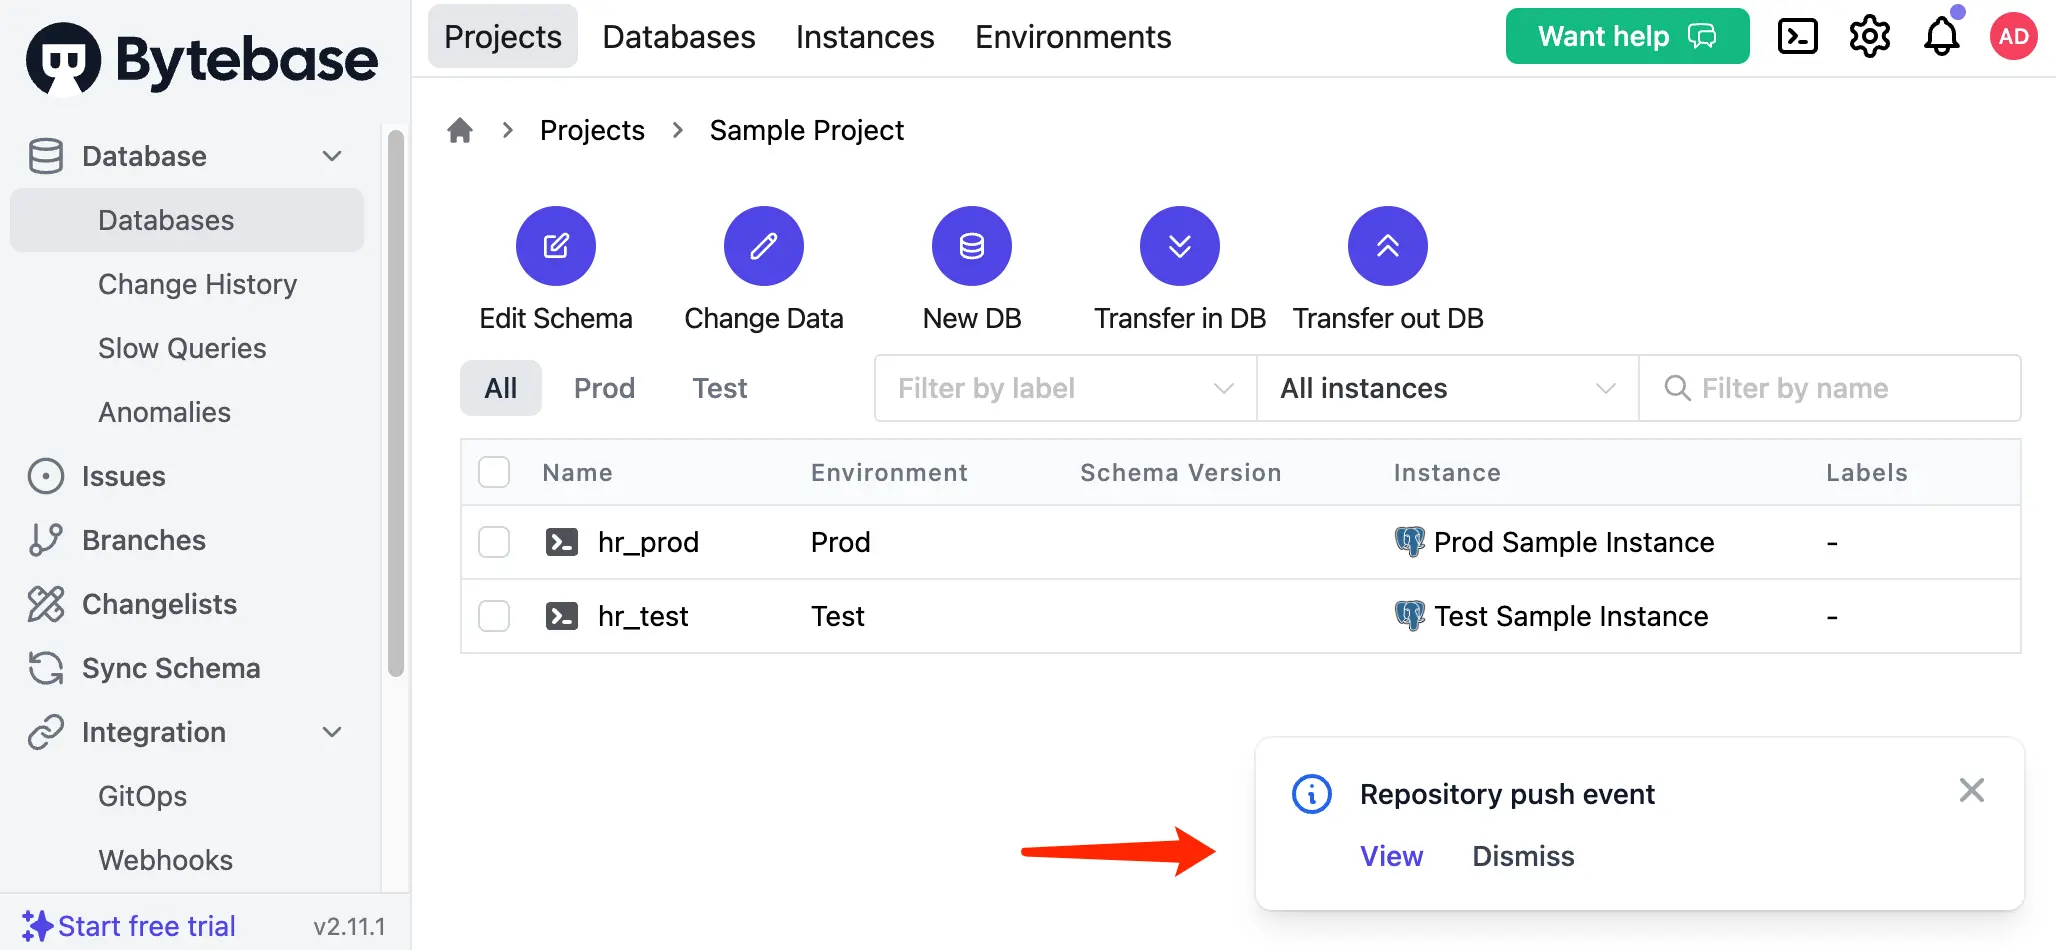 Bytebase
Projects Databases Instances Environments Want help AD
Database
Databases
Change History
Slow Queries
Anomalies
Issues
Branches
Changelists
Sync Schema
Integration
GitOps
Webhooks
Start free trial v2.11.1
Projects > Sample Project
Edit Schema Change Data New DB Transfer in DB Transfer out DB
All Prod Test Filter by label All instances Filter by name
Name Environment Schema Version Instance Labels
hr_prod Prod Prod Sample Instance -
hr_test Test Test Sample Instance -
Repository push event
View Dismiss